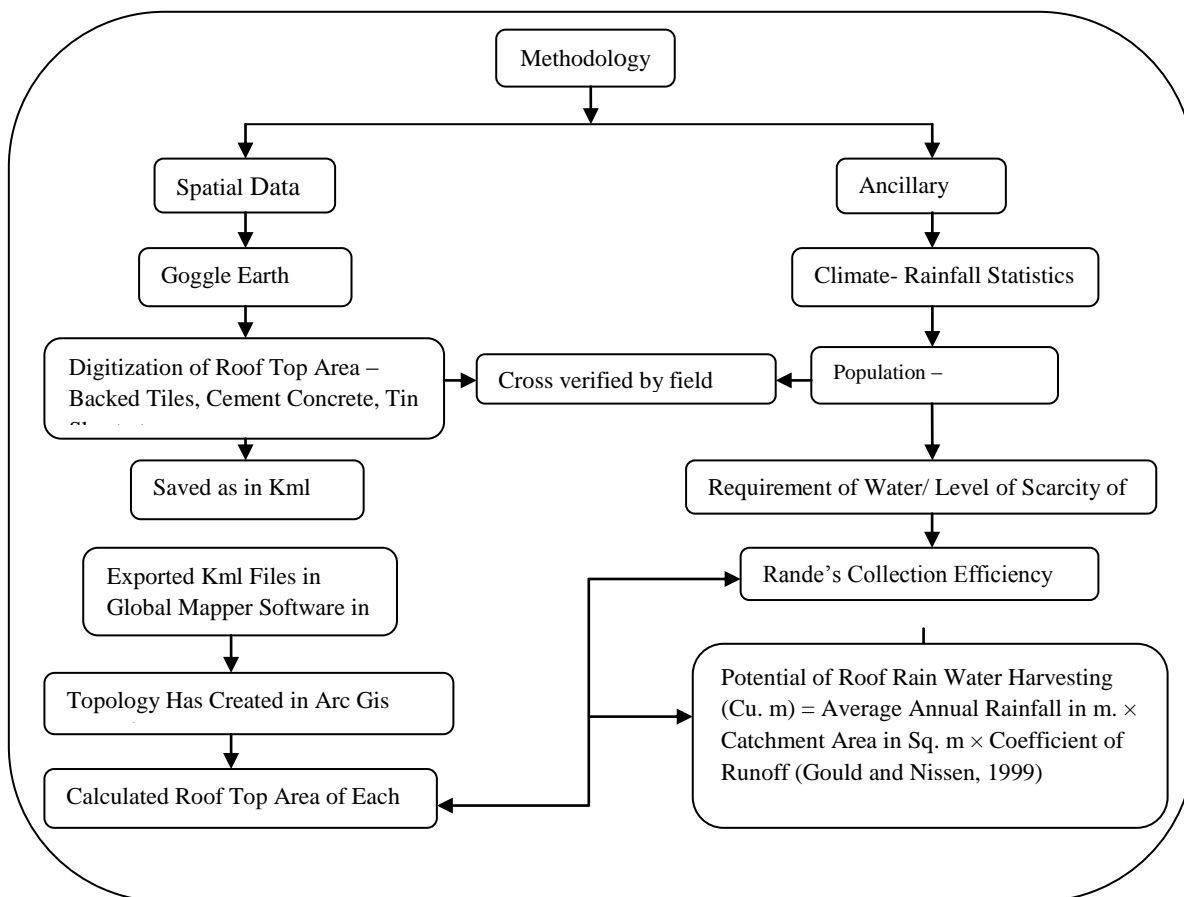 Methodology
Spatial Data
Ancillary
Goggle Earth
Climate- Rainfall Statistics
Digitization of Roof Top Area –
Backed Tiles, Cement Concrete, Tin
Cross verified by field
Population –
Saved as in Kml
Requirement of Water/ Level of Scarcity of
Exported Kml Files in
Global Mapper Software in
Rande’s Collection Efficiency
Topology Has Created in Arc Gis
Potential of Roof Rain Water Harvesting
(Cu. m) = Average Annual Rainfall in m. ×
Catchment Area in Sq. m × Coefficient of
Runoff (Gould and Nissen, 1999)
Calculated Roof Top Area of Each